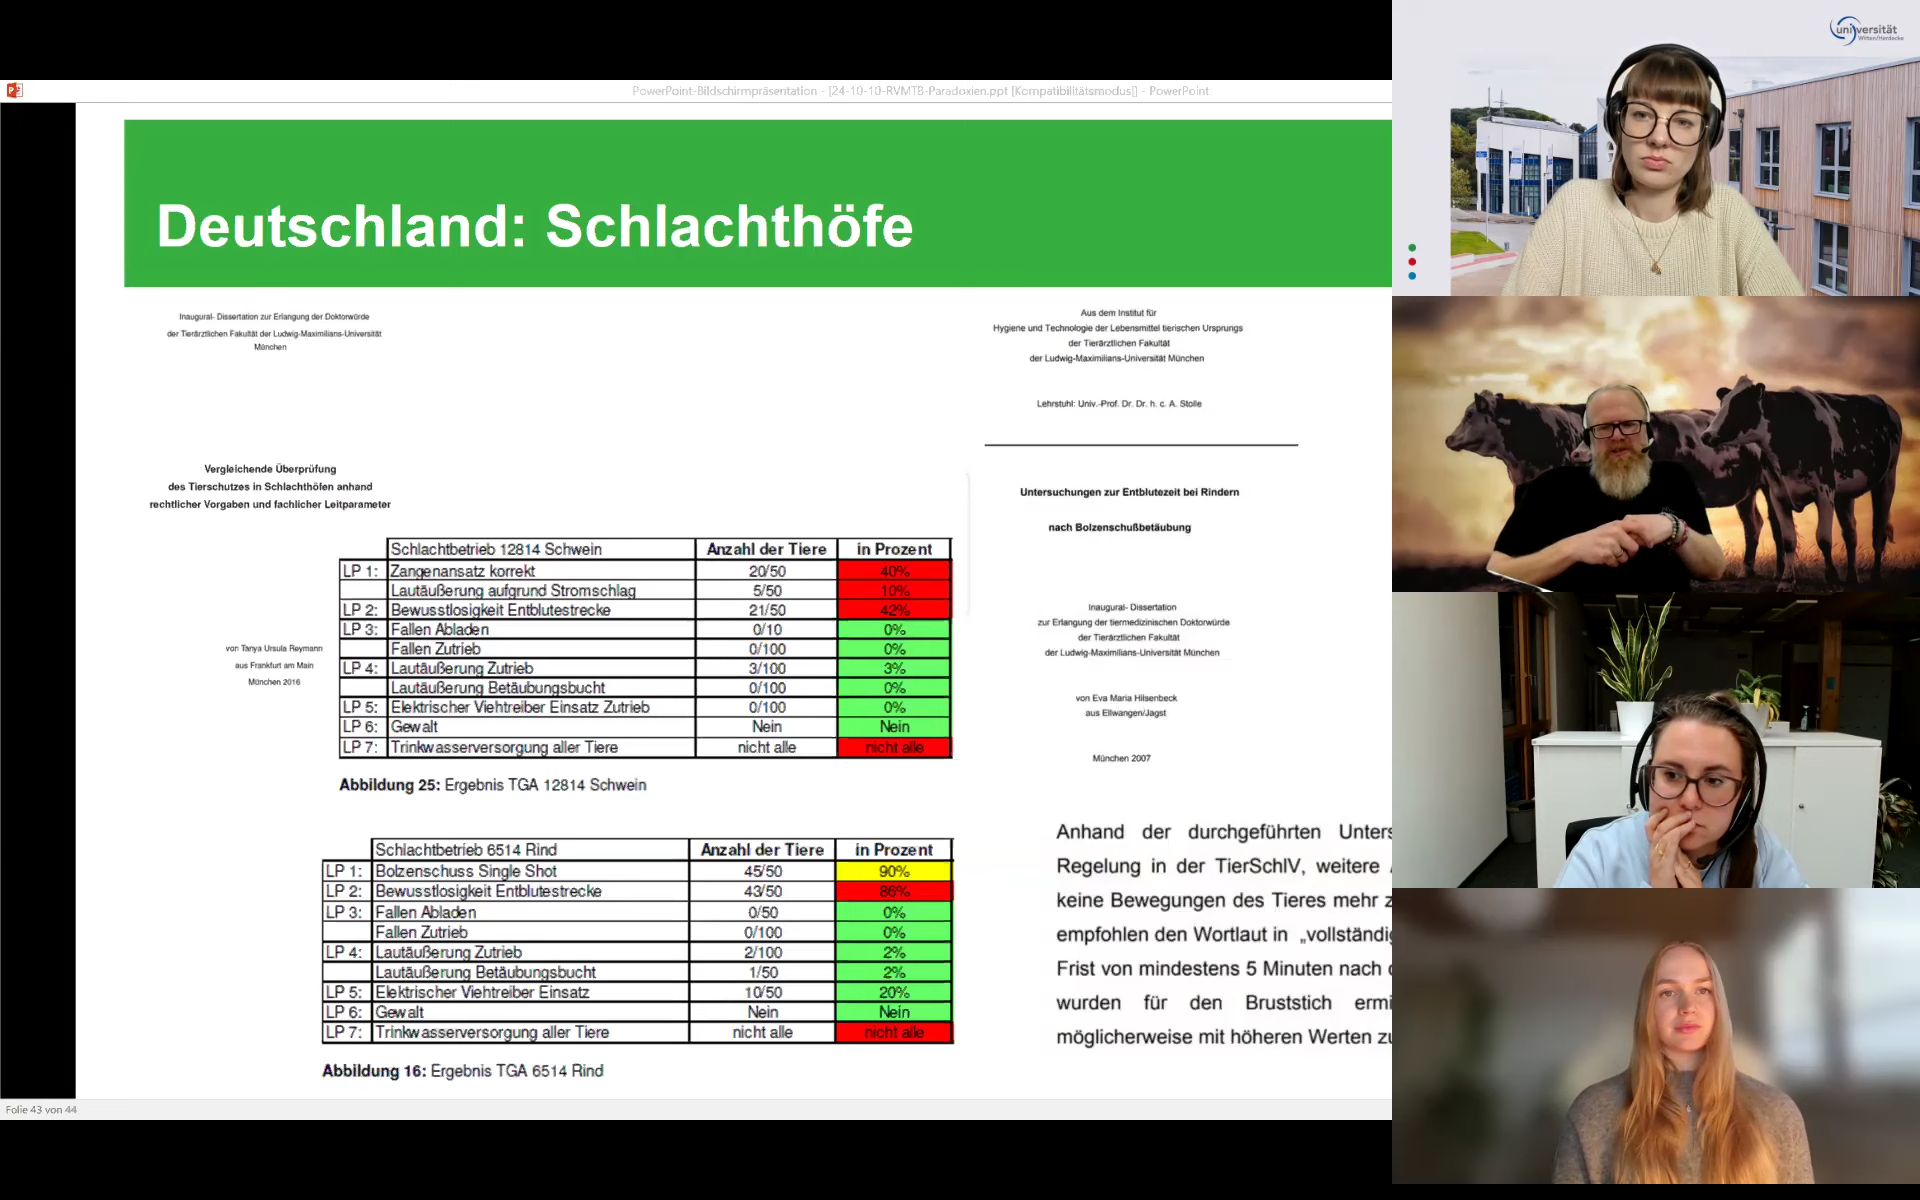 PowerPoint-Bildschirmpräsentation - [24-10-10-RVMTB-Paradoxien.ppt [Kompatibilitätsmodus]] - PowerPoint
universität
Witten/Herdecke
Deutschland: Schlachthöfe
Inaugural- Dissertation zur Erlangung der Doktorwürde
der Tierärztlichen Fakultät der Ludwig-Maximilians-Universität
München
Vergleichende Überprüfung
des Tierschutzes in Schlachthöfen anhand
rechtlicher Vorgaben und fachlicher Leitparameter
von Tanya Ursula Reymann
aus Frankfurt am Main
München 2016
Schlachtbetrieb 12814 Schwein Anzahl der Tiere in Prozent
LP 1: Zangenansatz korrekt 20/50 40%
Lautäußerung aufgrund Stromschlag 5/50 10%
LP 2: Bewusstlosigkeit Entblutestrecke 21/50 42%
LP 3: Fallen Abladen 0/10 0%
Fallen Zutrieb 0/100 0%
LP 4: Lautäußerung Zutrieb 3/100 3%
Lautäußerung Betäubungsbucht 0/100 0%
LP 5: Elektrischer Viehtreiber Einsatz Zutrieb 0/100 0%
LP 6: Gewalt Nein Nein
LP 7: Trinkwasserversorgung aller Tiere nicht alle nicht alle
Abbildung 25: Ergebnis TGA 12814 Schwein
Schlachtbetrieb 6514 Rind Anzahl der Tiere in Prozent
LP 1: Bolzenschuss Single Shot 45/50 90%
LP 2: Bewusstlosigkeit Entblutestrecke 43/50 86%
LP 3: Fallen Abladen 0/50 0%
Fallen Zutrieb 0/100 0%
LP 4: Lautäußerung Zutrieb 2/100 2%
Lautäußerung Betäubungsbucht 1/50 2%
LP 5: Elektrischer Viehtreiber Einsatz 10/50 20%
LP 6: Gewalt Nein Nein
LP 7: Trinkwasserversorgung aller Tiere nicht alle nicht alle
Abbildung 16: Ergebnis TGA 6514 Rind
Aus dem Institut für
Hygiene und Technologie der Lebensmittel tierischen Ursprungs
der Tierärztlichen Fakultät
der Ludwig-Maximilians-Universität München
Lehrstuhl: Univ.-Prof. Dr. Dr. h. c. A. Stolle
Untersuchungen zur Entblutezeit bei Rindern
nach Bolzenschußbetäubung
Inaugural- Dissertation
zur Erlangung der tiermedizinischen Doktorwürde
der Tierärztlichen Fakultät
der Ludwig-Maximilians-Universität München
von Eva Maria Hilsenbeck
aus Ellwangen/Jagst
München 2007
Anhand der durchgeführten Unters
Regelung in der TierSchlV, weitere
keine Bewegungen des Tieres mehr z
empfohlen den Wortlaut in „vollständig
Frist von mindestens 5 Minuten nach
wurden für den Bruststich ermi
möglicherweise mit höheren Werten zu
Folie 43 von 44